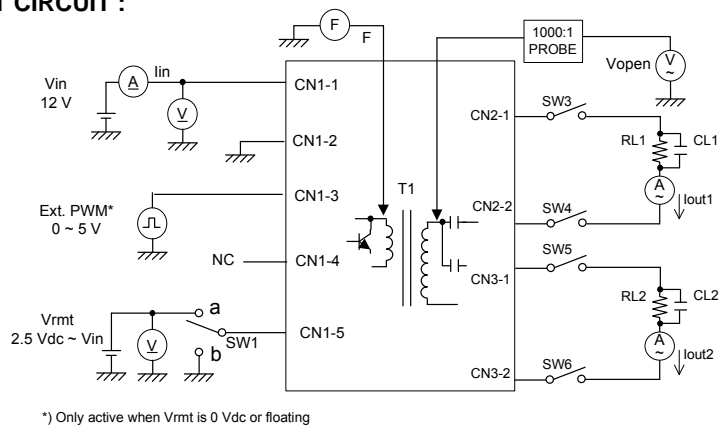 T CIRCUIT :
F
F
1000:1
PROBE
Vopen
V
~
Vin
12 V
A
Iin
V
CN1-1
CN1-2
CN1-3
CN1-4
CN1-5
Ext. PWM*
0 ~ 5 V
NC
Vrmt
2.5 Vdc ~ Vin
V
a
b
SW1
T1
CN2-1
CN2-2
CN3-1
CN3-2
SW3
SW4
SW5
SW6
RL1
CL1
A
~
Iout1
RL2
CL2
A
~
Iout2
*) Only active when Vrmt is 0 Vdc or floating